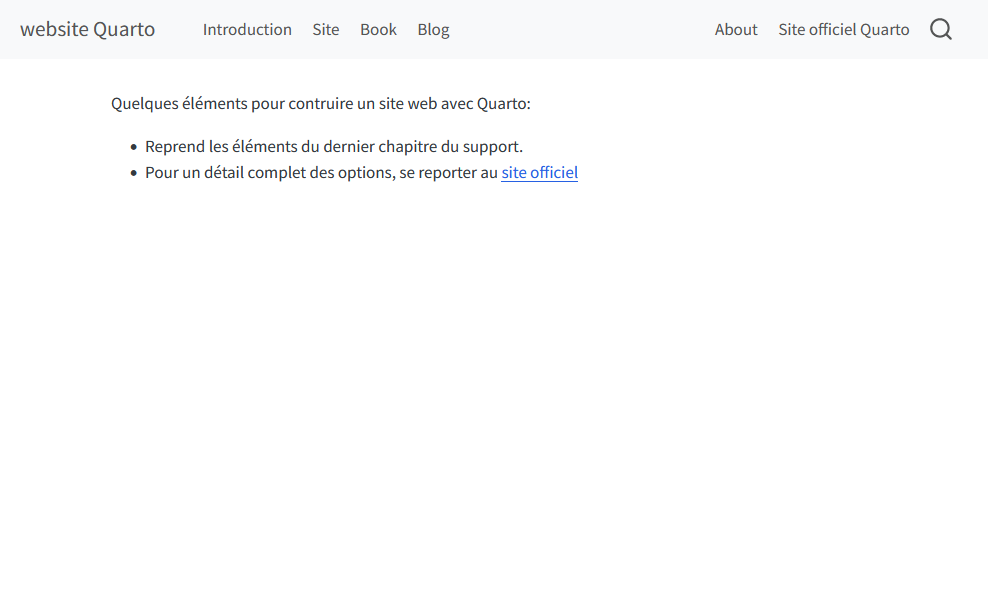 website Quarto Introduction Site Book Blog About Site officiel Quarto
Quelques éléments pour contruire un site web avec Quarto:
Reprend les éléments du dernier chapitre du support.
Pour un détail complet des options, se reporter au site officiel